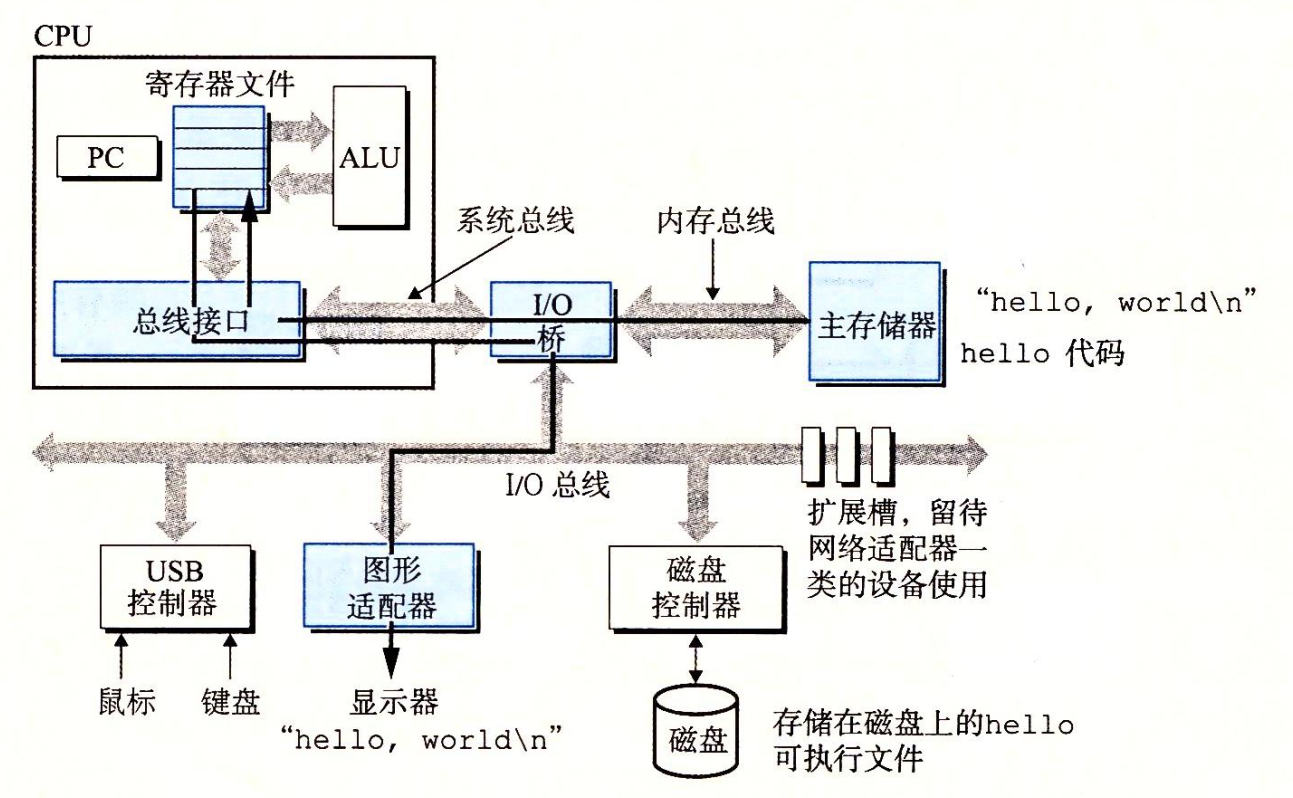 CPU
寄存器文件
PC
ALU
系统总线
内存总线
总线接口
I/O
桥
主存储器
“hello, world\n”
hello 代码
I/O 总线
扩展槽，留待
网络适配器一
类的设备使用
USB
控制器
图形
适配器
磁盘
控制器
鼠标
键盘
显示器
“hello, world\n”
磁盘
存储在磁盘上的hello
可执行文件